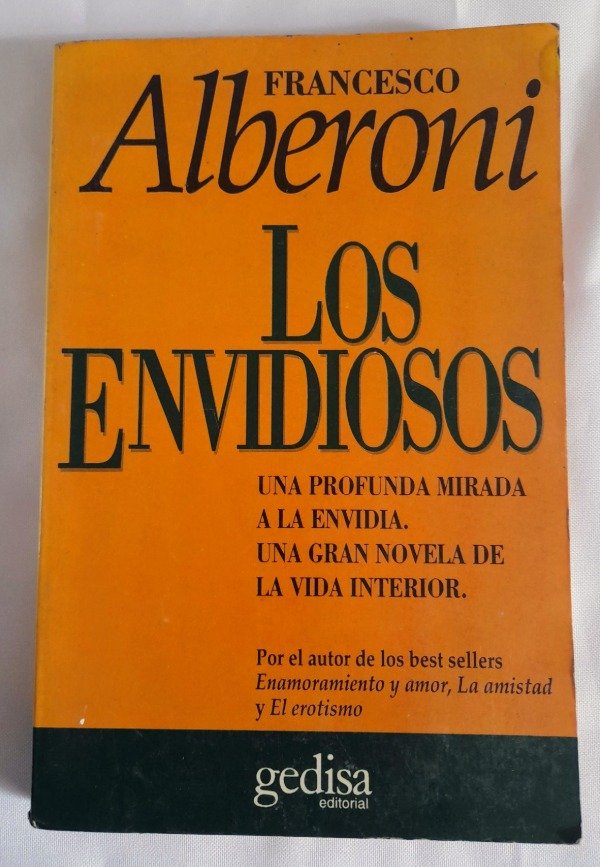 FRANCESCO
Alberoni
LOS
ENVIDIOSOS
UNA PROFUNDA MIRADA
A LA ENVIDIA.
UNA GRAN NOVELA DE
LA VIDA INTERIOR.
Por el autor de los best sellers
Enamoramiento y amor, La amistad
y El erotismo
gedisa
editorial